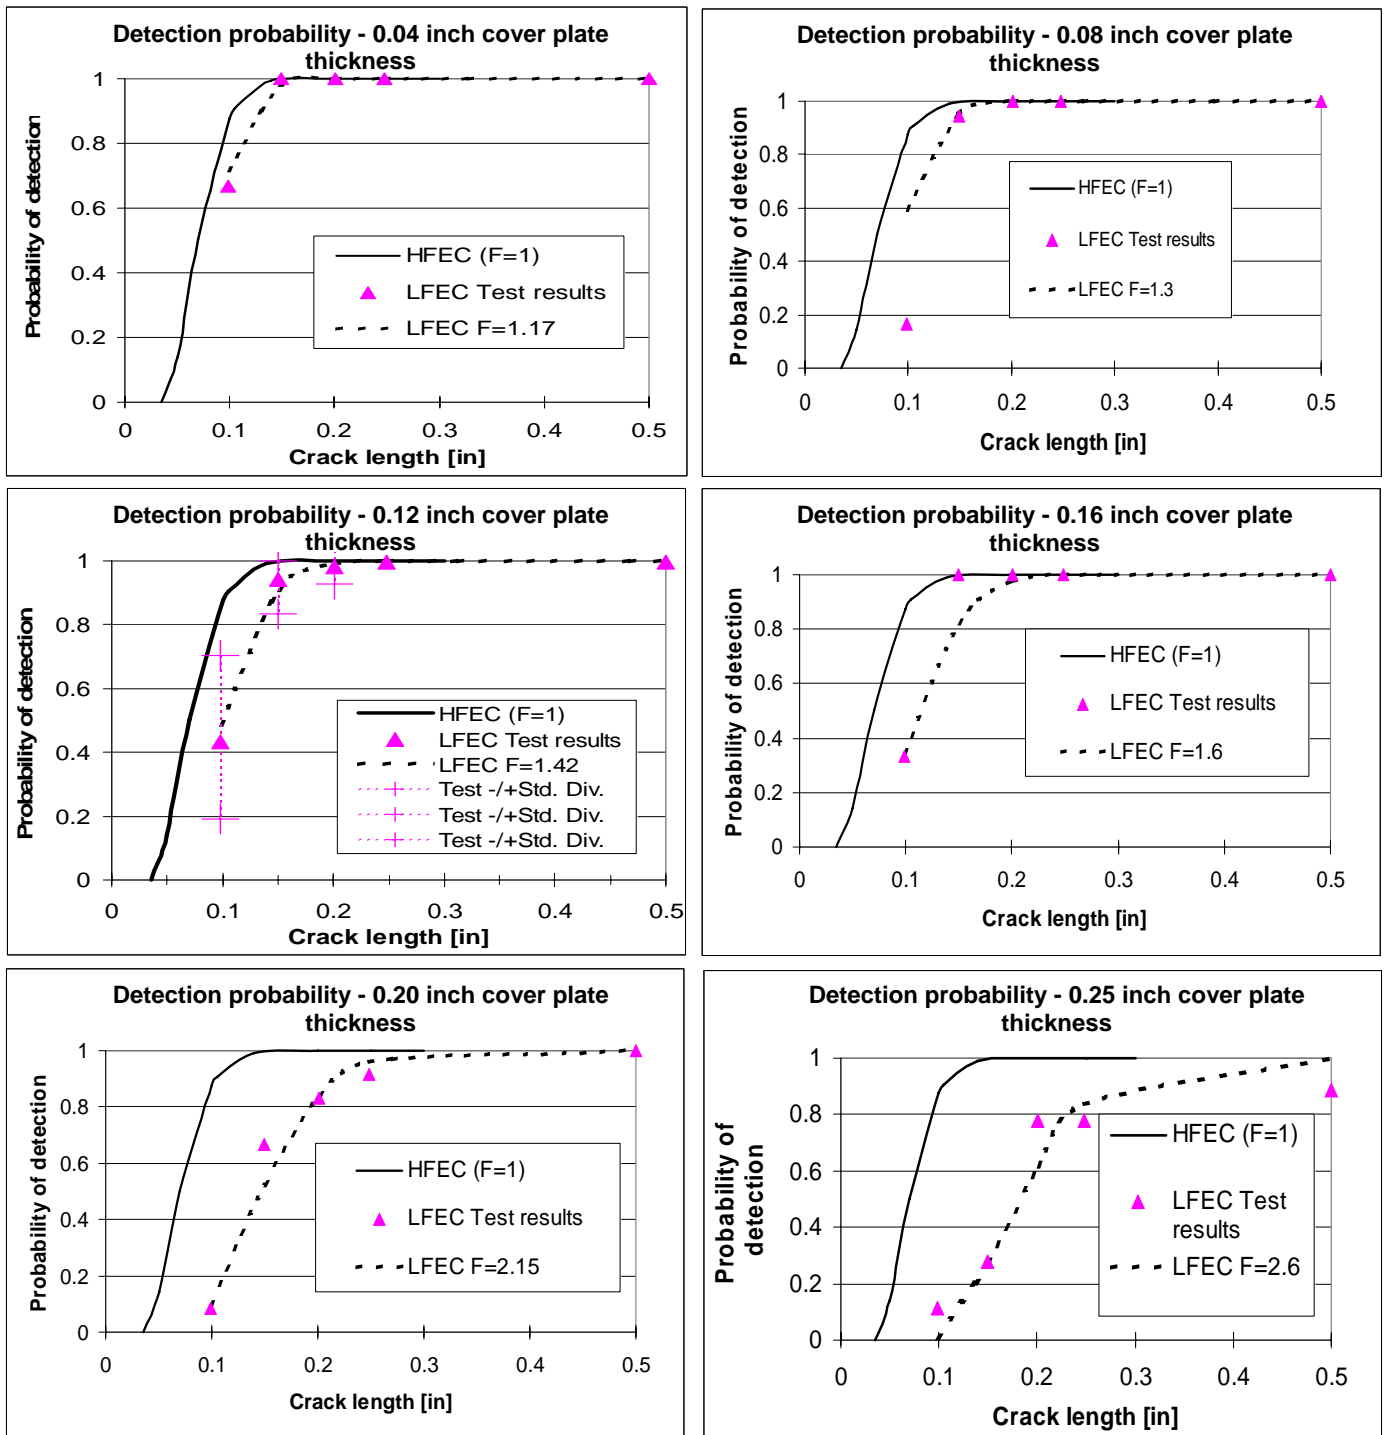 Detection probability - 0.04 inch cover plate
thickness
Probability of detection
1
0.8
0.6
0.4
0.2
0
HFEC (F=1)
LFEC Test results
LFEC F=1.17
0 0.1 0.2 0.3 0.4 0.5
Crack length [in]
Detection probability - 0.08 inch cover plate
thickness
Probability of detection
1
0.8
0.6
0.4
0.2
0
HFEC (F=1)
LFEC Test results
LFEC F=1.3
0 0.1 0.2 0.3 0.4 0.5
Crack length [in]
Detection probability - 0.12 inch cover plate
thickness
Probability of detection
1
0.8
0.6
0.4
0.2
0
HFEC (F=1)
LFEC Test results
LFEC F=1.42
Test -/+Std. Div.
Test -/+Std. Div.
Test -/+Std. Div.
0 0.1 0.2 0.3 0.4 0.5
Crack length [in]
Detection probability - 0.16 inch cover plate
thickness
Probability of detection
1
0.8
0.6
0.4
0.2
0
HFEC (F=1)
LFEC Test results
LFEC F=1.6
0 0.1 0.2 0.3 0.4 0.5
Crack length [in]
Detection probability - 0.20 inch cover plate
thickness
Probability of detection
1
0.8
0.6
0.4
0.2
0
HFEC (F=1)
LFEC Test results
LFEC F=2.15
0 0.1 0.2 0.3 0.4 0.5
Crack length [in]
Detection probability - 0.25 inch cover plate
thickness
Probability of
detection
1
0.8
0.6
0.4
0.2
0
HFEC (F=1)
LFEC Test
results
LFEC F=2.6
0 0.1 0.2 0.3 0.4 0.5
Crack length [in]